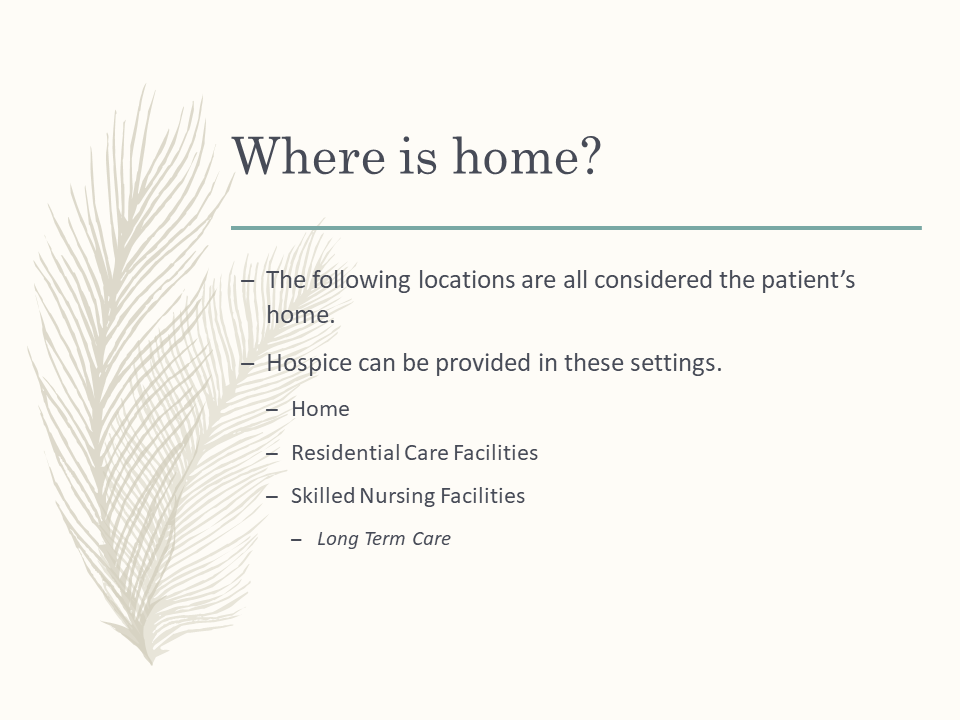 Where is home?
– The following locations are all considered the patient’s
home.
– Hospice can be provided in these settings.
– Home
– Residential Care Facilities
– Skilled Nursing Facilities
– Long Term Care